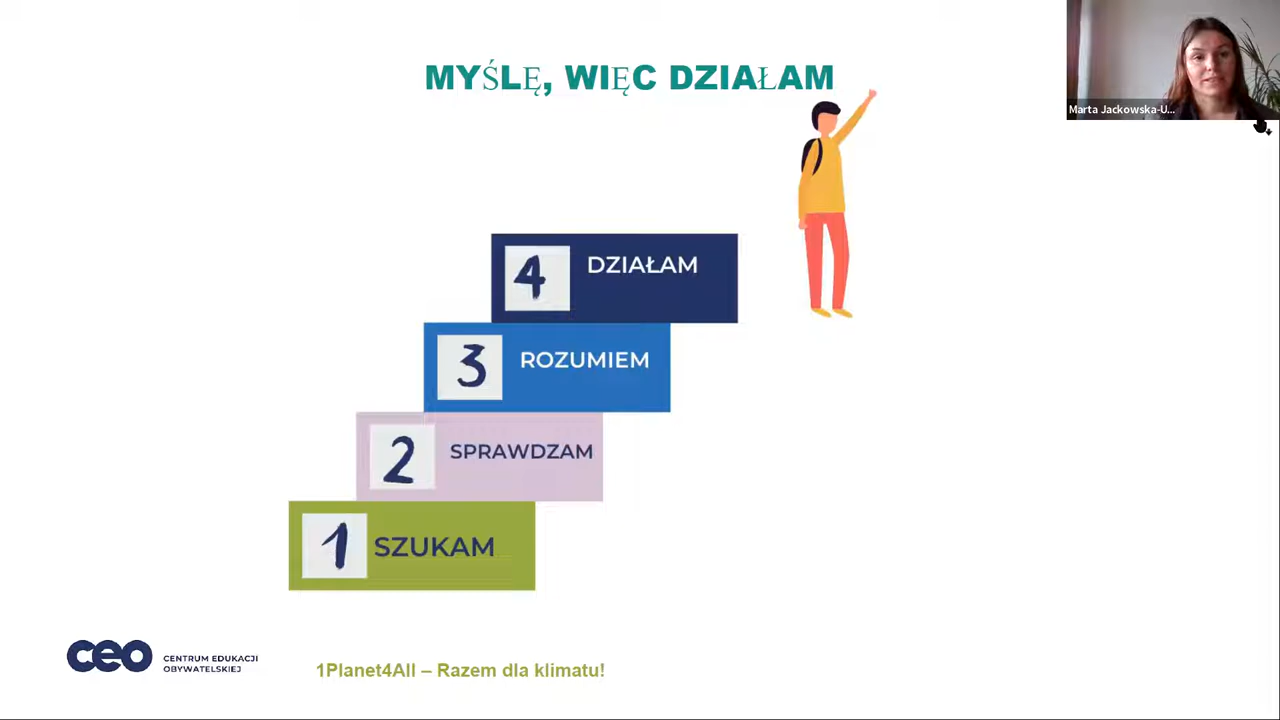 MYŚLĘ, WIĘC DZIAŁAM
Marta Jackowska-U...
4 DZIAŁAM
3 ROZUMIEM
2 SPRAWDZAM
1 SZUKAM
ceo
CENTRUM EDUKACJI
OBYWATELSKIEJ
1Planet4All – Razem dla klimatu!